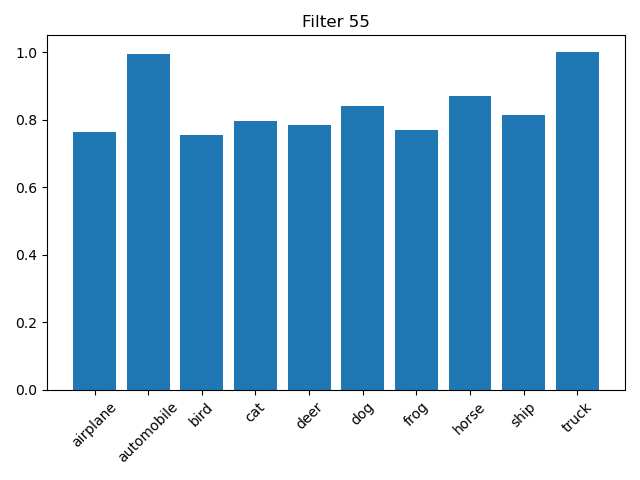 Filter 55
1.0
0.8
0.6
0.4
0.2
0.0
airplane
automobile
bird
cat
deer
dog
frog
horse
ship
truck